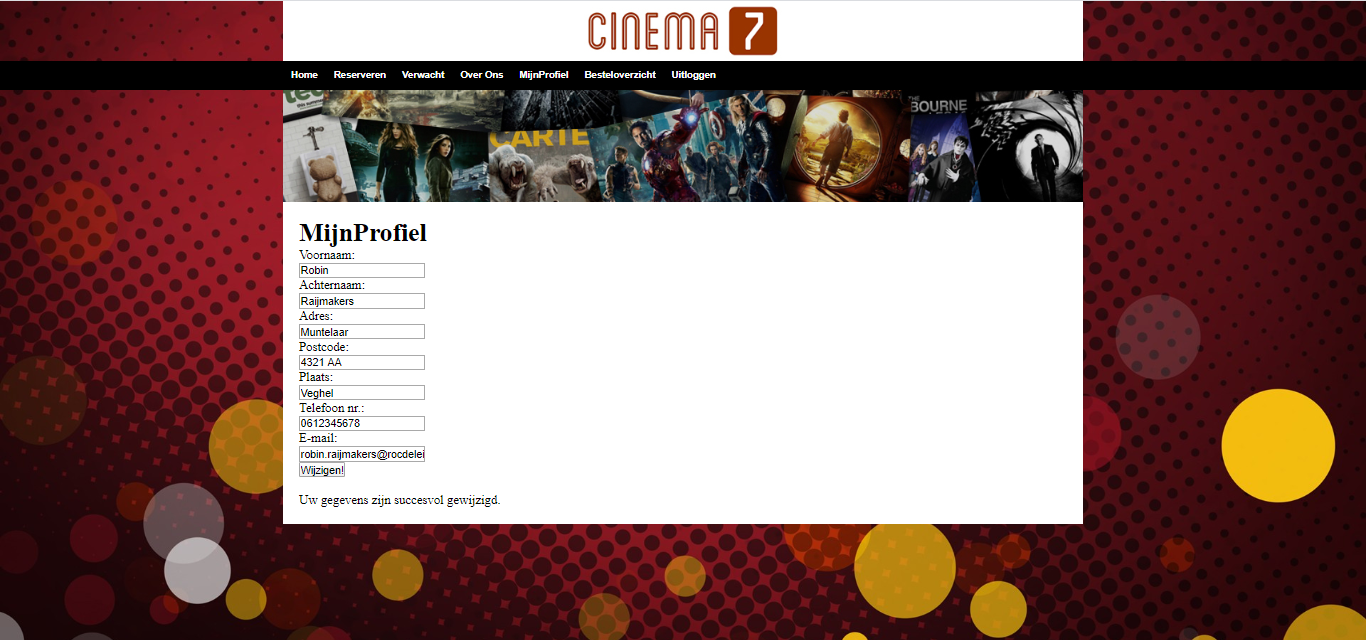 CINEMA 7
Home Reserveren Verwacht Over Ons MijnProfiel Besteloverzicht Uitloggen
CARTE
THE
BOURNE
MijnProfiel
Voornaam:
Robin
Achternaam:
Raijmakers
Adres:
Muntelaar
Postcode:
4321 AA
Plaats:
Veghel
Telefoon nr.:
0612345678
E-mail:
robin.raijmakers@rocdelei
Wijzigen!
Uw gegevens zijn succesvol gewijzigd.